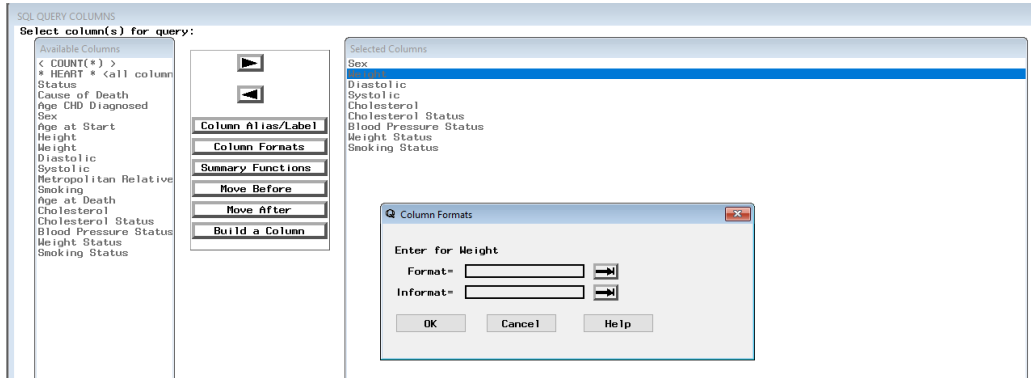 SQL QUERY COLUMNS
Select column(s) for query:
Available Columns
< COUNT(*) >
* HEART * <all column
Status
Cause of Death
Age CHD Diagnosed
Sex
Age at Start
Height
Weight
Diastolic
Systolic
Metropolitan Relative
Smoking
Age at Death
Cholesterol
Cholesterol Status
Blood Pressure Status
Weight Status
Smoking Status
Column Alias/Label
Column Formats
Summary Functions
Move Before
Move After
Build a Column
Selected Columns
Sex
Weight
Diastolic
Systolic
Cholesterol
Cholesterol Status
Blood Pressure Status
Weight Status
Smoking Status
Q Column Formats
Enter for Weight
Format=
Informat=
OK
Cancel
Help